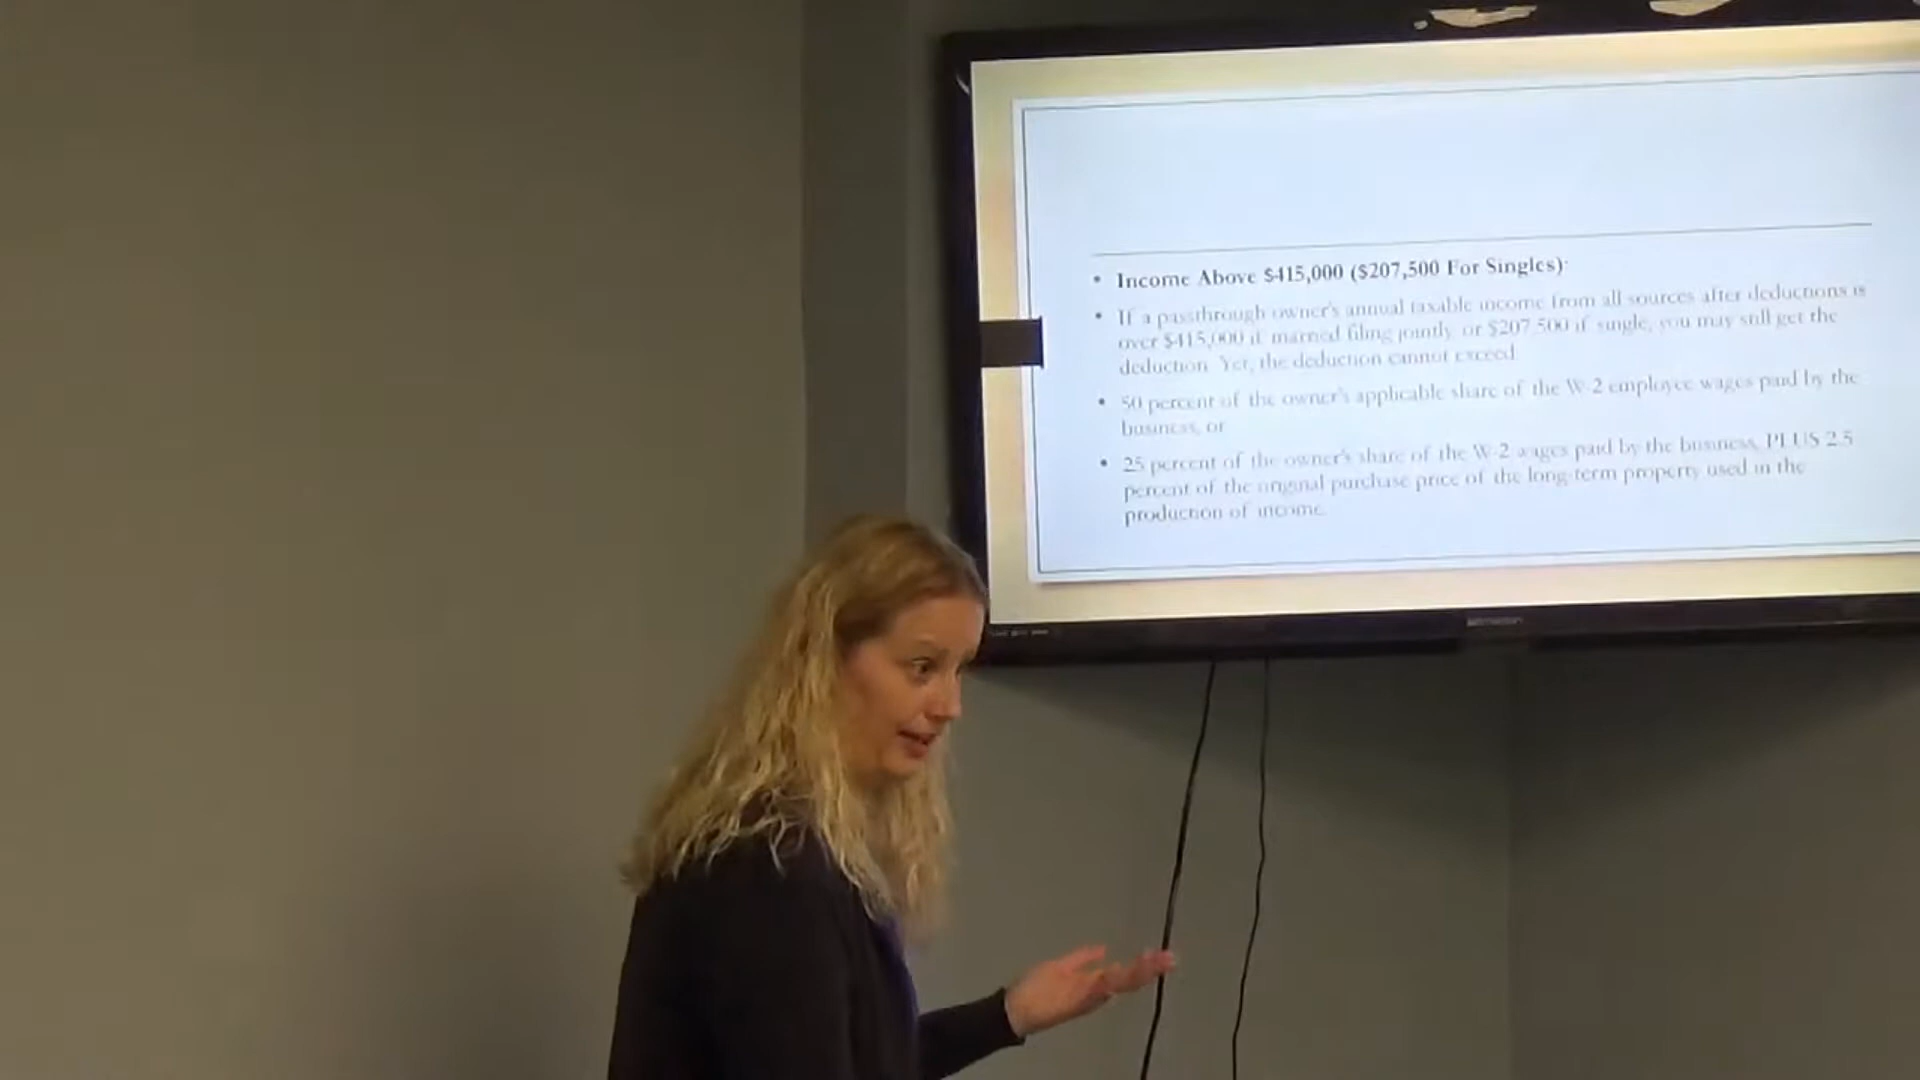 • Income Above $415,000 ($207,500 For Singles):
• If a passthrough owner's annual taxable income from all sources after deductions is
over $415,000 if married filing jointly or $207,500 if single, you may still get the
deduction. Yet, the deduction cannot exceed
• 50 percent of the owner's applicable share of the W-2 employee wages paid by the
business, or
• 25 percent of the owner's share of the W-2 wages paid by the business, PLUS 2.5
percent of the original purchase price of the long-term property used in the
production of income.